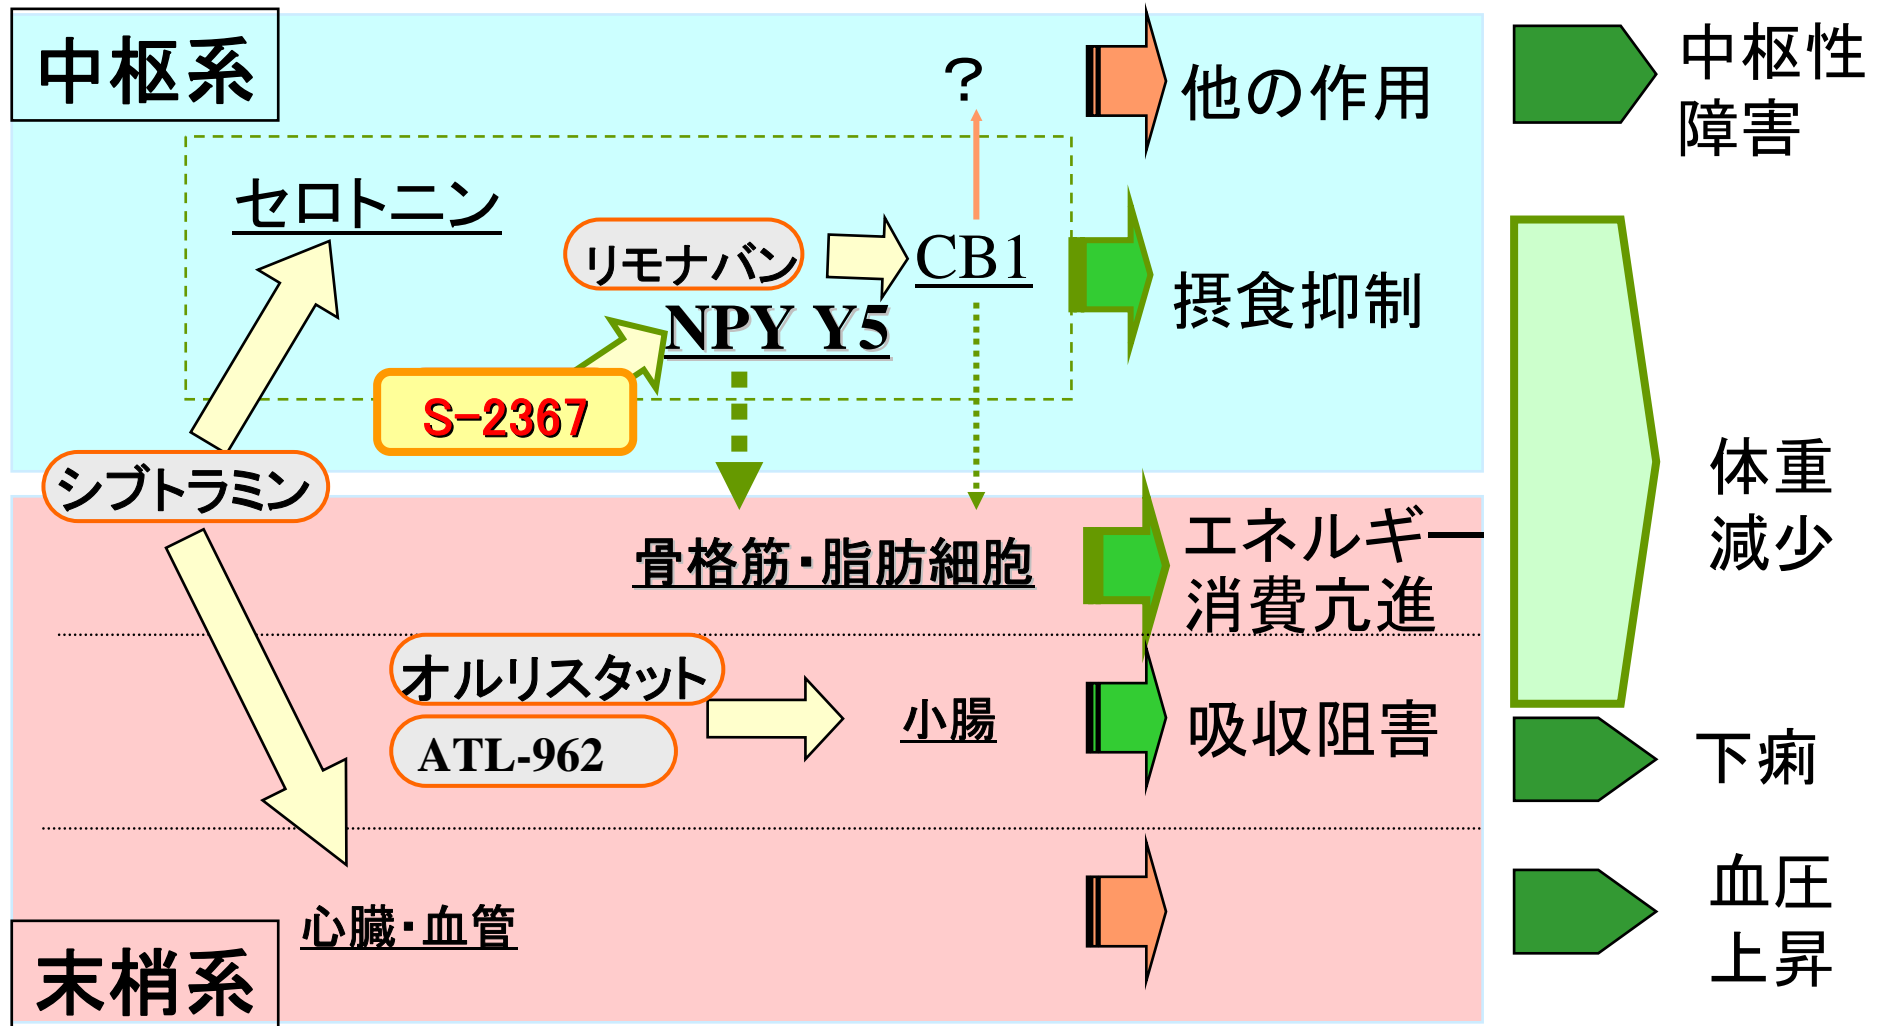 中枢系
?
他の作用
中枢性
障害
セロトニン
リモナバン
CB1
NPY Y5
摂食抑制
S-2367
シブトラミン
体重
減少
骨格筋・脂肪細胞
エネルギー
消費亢進
オルリスタット
ATL-962
小腸
吸収阻害
下痢
心臓・血管
血圧
上昇
末梢系